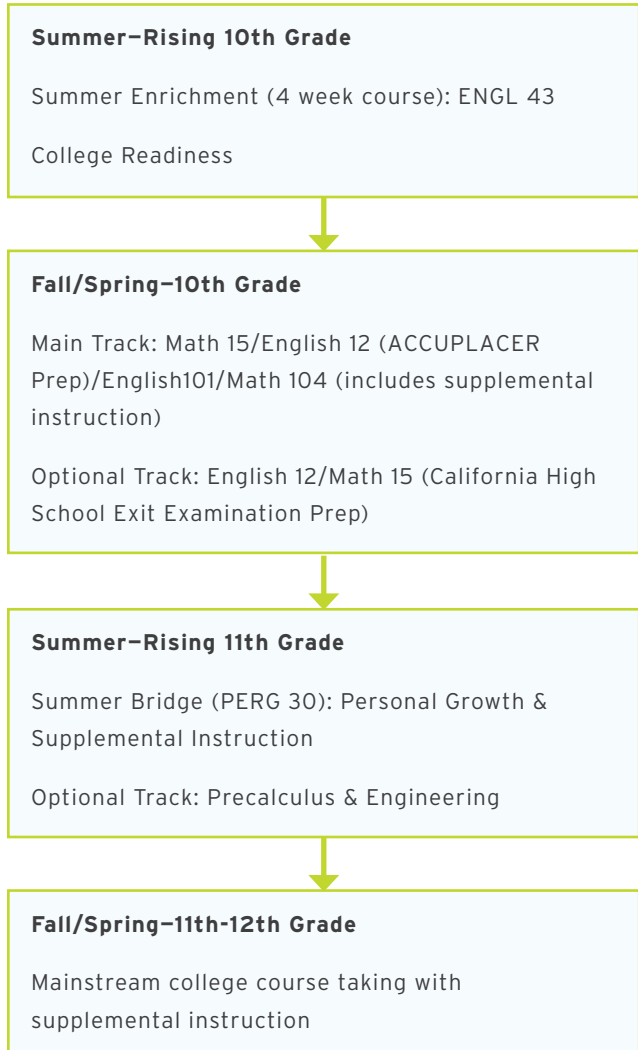 Summer–Rising 10th Grade
Summer Enrichment (4 week course): ENGL 43
College Readiness
Fall/Spring–10th Grade
Main Track: Math 15/English 12 (ACCUPLACER
Prep)/English101/Math 104 (includes supplemental
instruction)
Optional Track: English 12/Math 15 (California High
School Exit Examination Prep)
Summer–Rising 11th Grade
Summer Bridge (PERG 30): Personal Growth &
Supplemental Instruction
Optional Track: Precalculus & Engineering
Fall/Spring–11th-12th Grade
Mainstream college course taking with
supplemental instruction